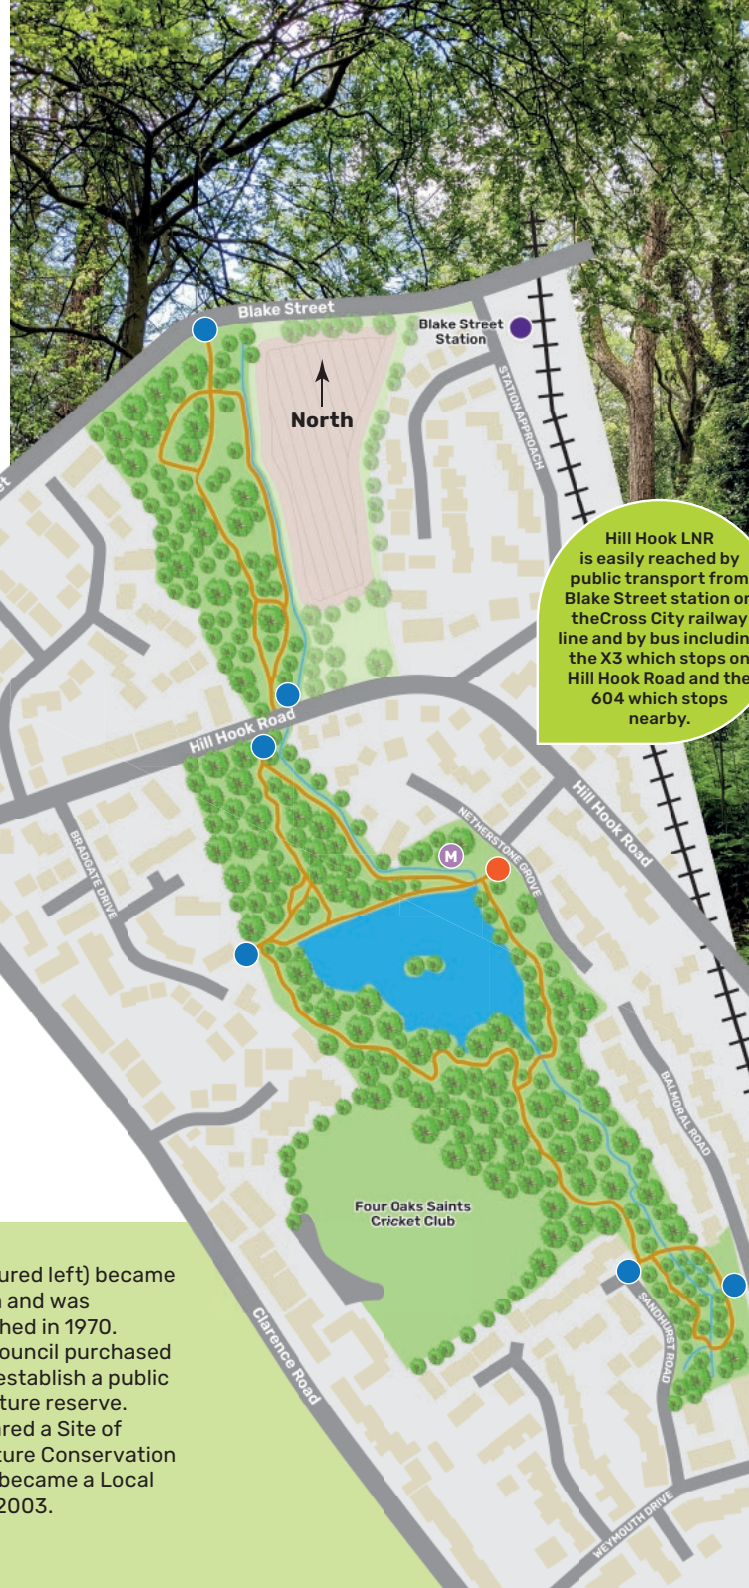 Blake Street
Blake Street
Station
North
STATION APPROACH
Hill Hook LNR
is easily reached by
public transport from
Blake Street station on
theCross City railway
line and by bus includin
the X3 which stops on
Hill Hook Road and the
604 which stops
nearby.
Hill Hook Road
Hill Hook Road
NETHERSTONE GROVE
M
BRADGATE DRIVE
BALMORAL ROAD
Four Oaks Saints
Cricket Club
ured left) became
and was
hed in 1970.
ouncil purchased
establish a public
ture reserve.
red a Site of
ture Conservation
became a Local
2003.
Clarence Road
SANDHURST ROAD
WEYMOUTH DRIVE